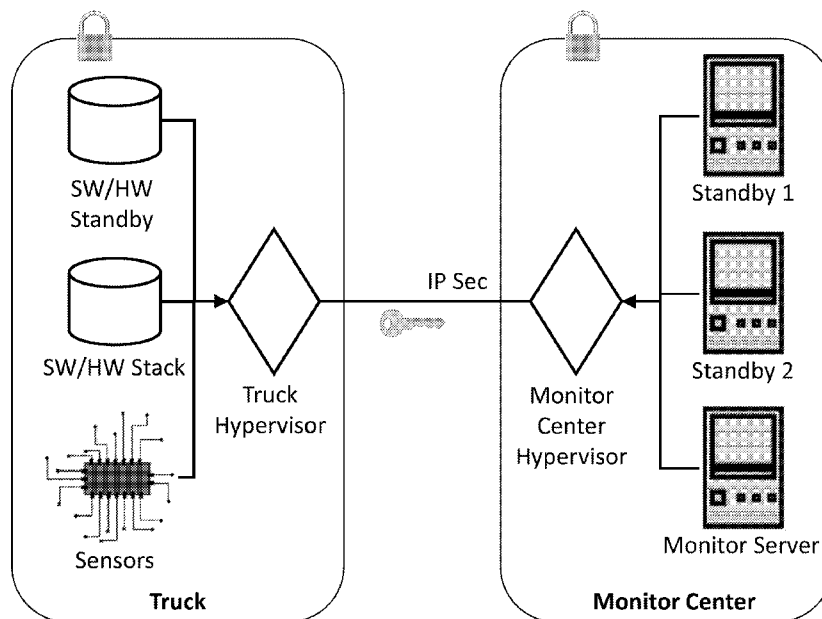 SW/HW
Standby
SW/HW Stack
Sensors
Truck
Hypervisor
Truck
IP Sec
Monitor
Center
Hypervisor
Standby 1
Standby 2
Monitor Server
Monitor Center